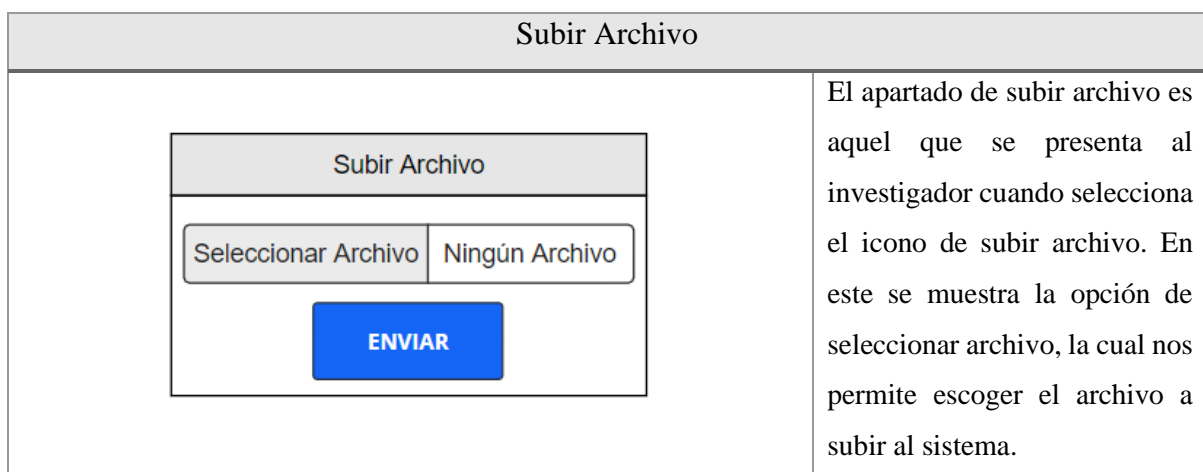 Subir Archivo
Subir Archivo
Seleccionar Archivo Ningún Archivo
ENVIAR
El apartado de subir archivo es
aquel que se presenta al
investigador cuando selecciona
el icono de subir archivo. En
este se muestra la opción de
seleccionar archivo, la cual nos
permite escoger el archivo a
subir al sistema.